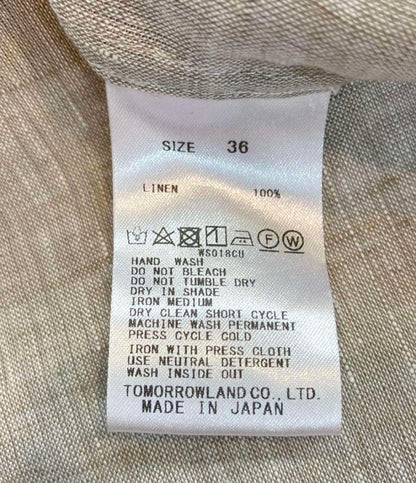 SIZE 36
LINEN 100%
F W
WS018CU
HAND WASH
DO NOT BLEACH
DO NOT TUMBLE DRY
DRY IN SHADE
IRON MEDIUM
DRY CLEAN SHORT CYCLE
MACHINE WASH PERMANENT
PRESS CYCLE COLD
IRON WITH PRESS CLOTH
USE NEUTRAL DETERGENT
WASH INSIDE OUT
TOMORROWLAND CO., LTD.
MADE IN JAPAN